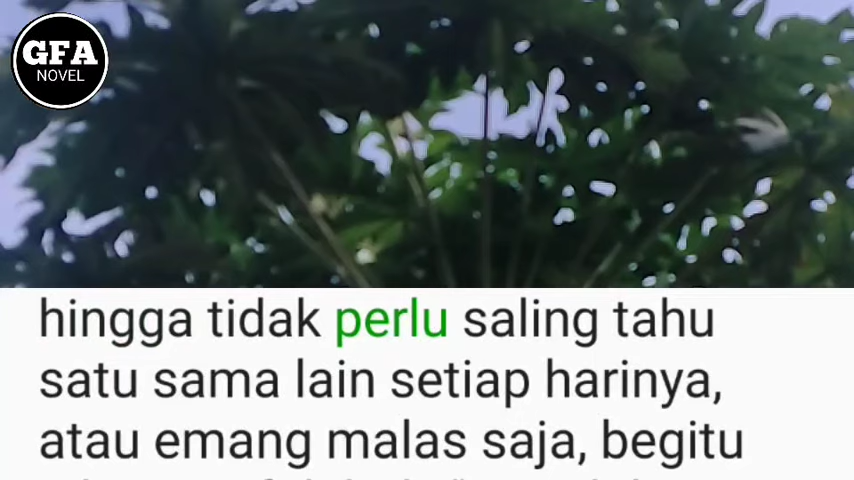 GFA
NOVEL
hingga tidak perlu saling tahu
satu sama lain setiap harinya,
atau emang malas saja, begitu